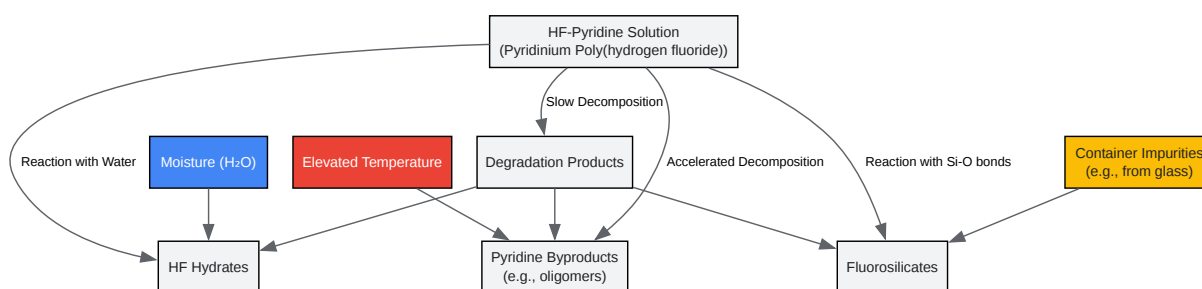 HF-Pyridine Solution
(Pyridinium Poly(hydrogen fluoride))
Slow Decomposition
Reaction with Water
Moisture (H₂O)
Elevated Temperature
Degradation Products
Accelerated Decomposition
Reaction with Si-O bonds
Container Impurities
(e.g., from glass)
HF Hydrates
Pyridine Byproducts
(e.g., oligomers)
Fluorosilicates